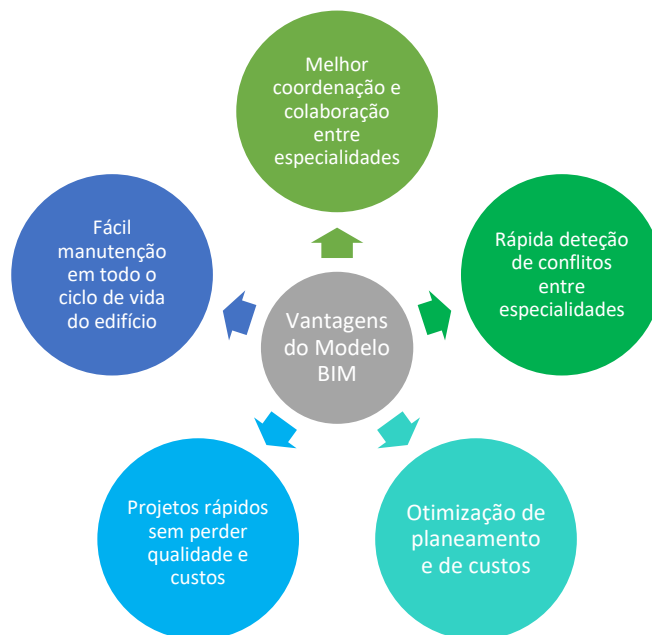 Melhor
coordenação e
colaboração
entre
especialidades
Fácil
manutenção
em todo o
ciclo de vida
do edifício
Rápida deteção
de conflitos
entre
especialidades
Vantagens
do Modelo
BIM
Projetos rápidos
sem perder
qualidade e
custos
Otimização de
planeamento
e de custos